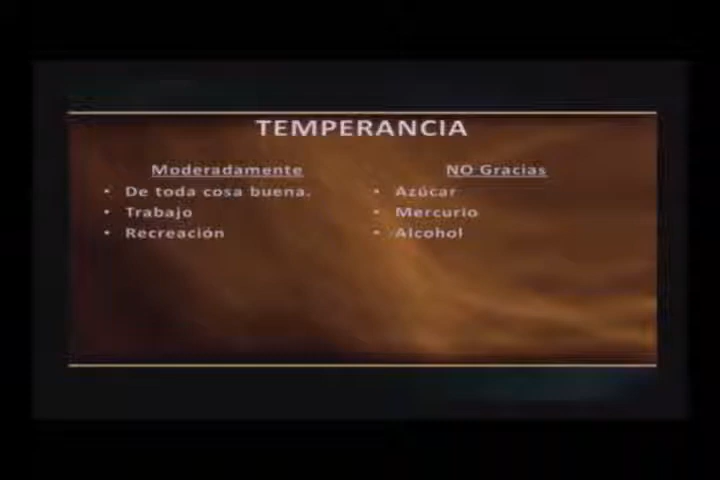 TEMPERANCIA
Moderadamente
• De toda cosa buena.
• Trabajo
• Recreación
NO Gracias
• Azúcar
• Mercurio
• Alcohol